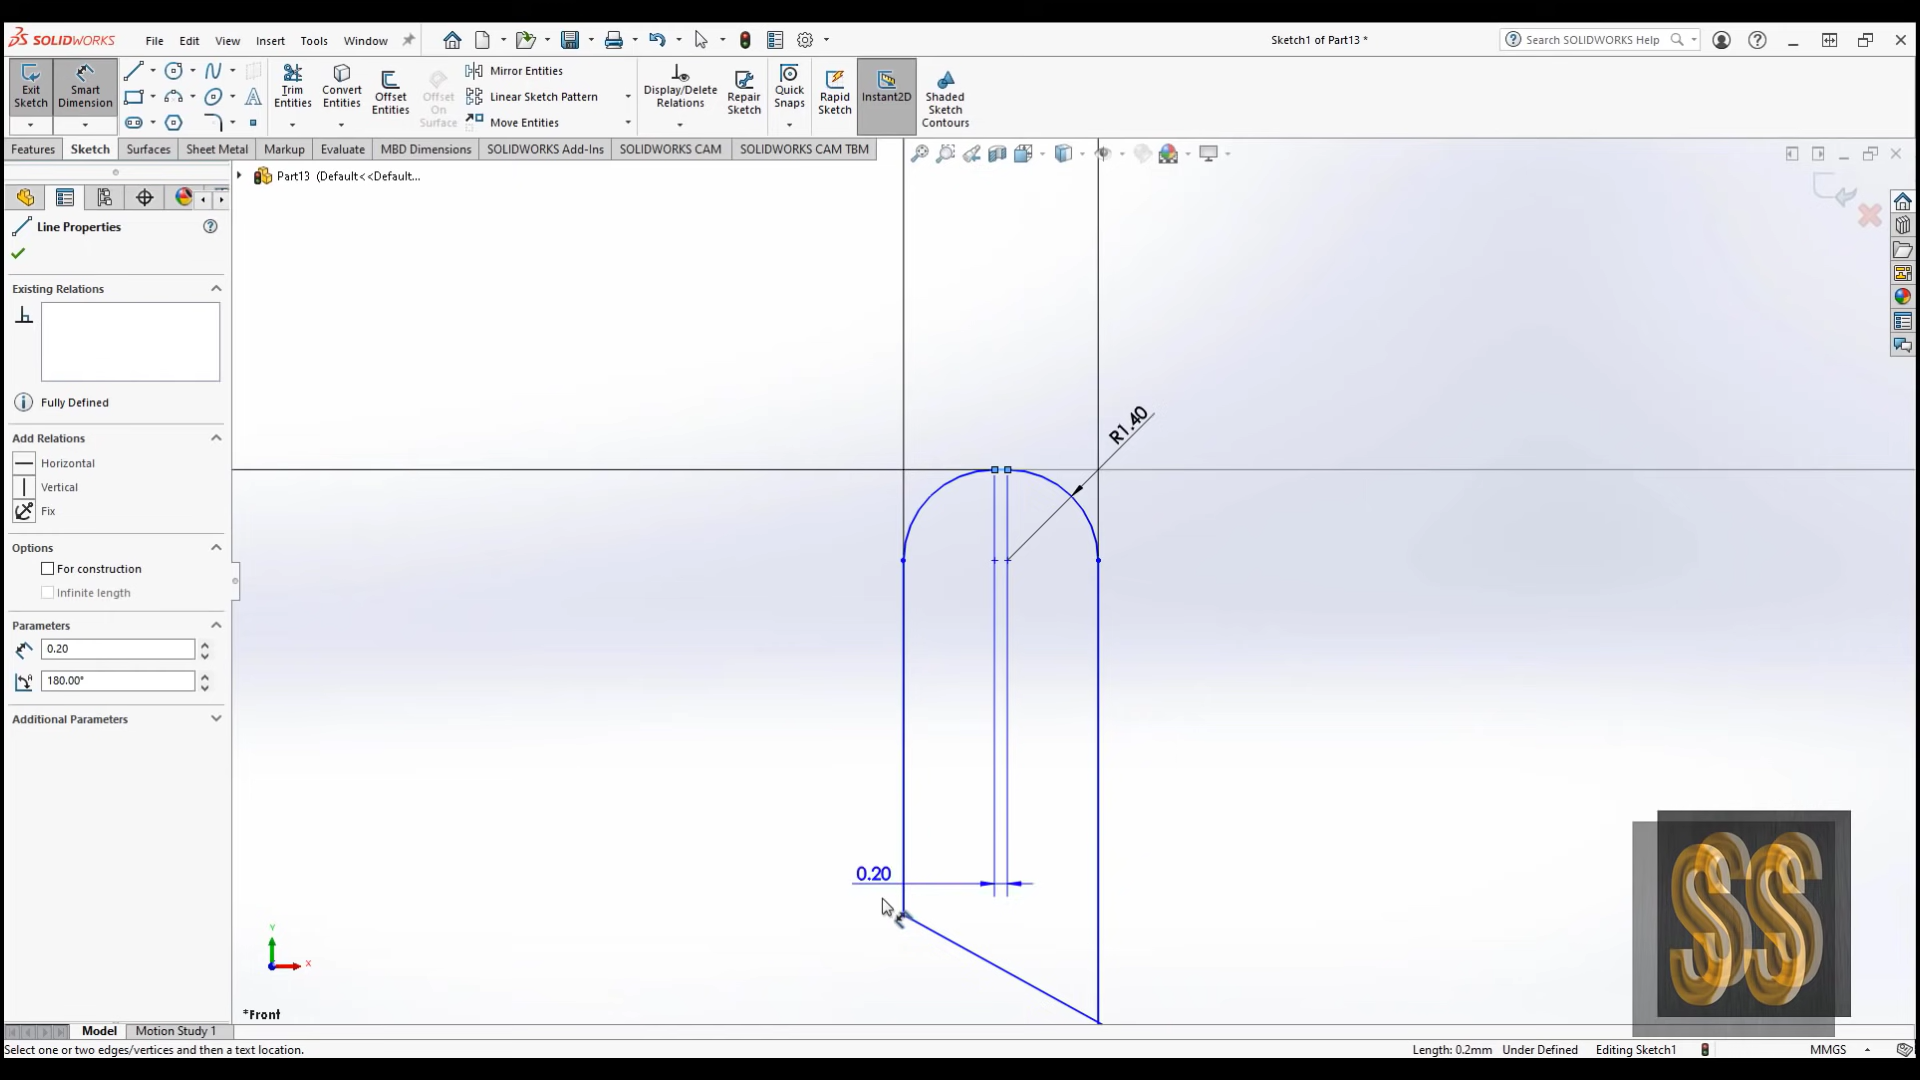 SOLIDWORKS File Edit View Insert Tools Window Sketch1 of Part13 * Search SOLIDWORKS Help
Exit Sketch
Smart Dimension
Trim Entities
Convert Entities
Offset Entities
Offset On Surface
Mirror Entities
Linear Sketch Pattern
Move Entities
Display/Delete Relations
Repair Sketch
Quick Snaps
Rapid Sketch
Instant2D
Shaded Sketch Contours
Features Sketch Surfaces Sheet Metal Markup Evaluate MBD Dimensions SOLIDWORKS Add-Ins SOLIDWORKS CAM SOLIDWORKS CAM TBM
Part13 (Default<<Default...
Line Properties
Existing Relations
Fully Defined
Add Relations
Horizontal
Vertical
Fix
Options
For construction
Infinite length
Parameters
0.20
180.00°
Additional Parameters
R1.40
0.20
Y
X
*Front
SS
Model Motion Study 1
Select one or two edges/vertices and then a text location. Length: 0.2mm Under Defined Editing Sketch1 MMGS